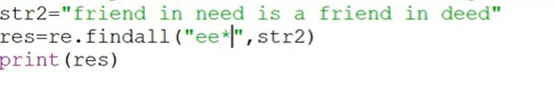 str2="friend in need is a friend in deed"
res=re.findall("ee*",str2)
print(res)